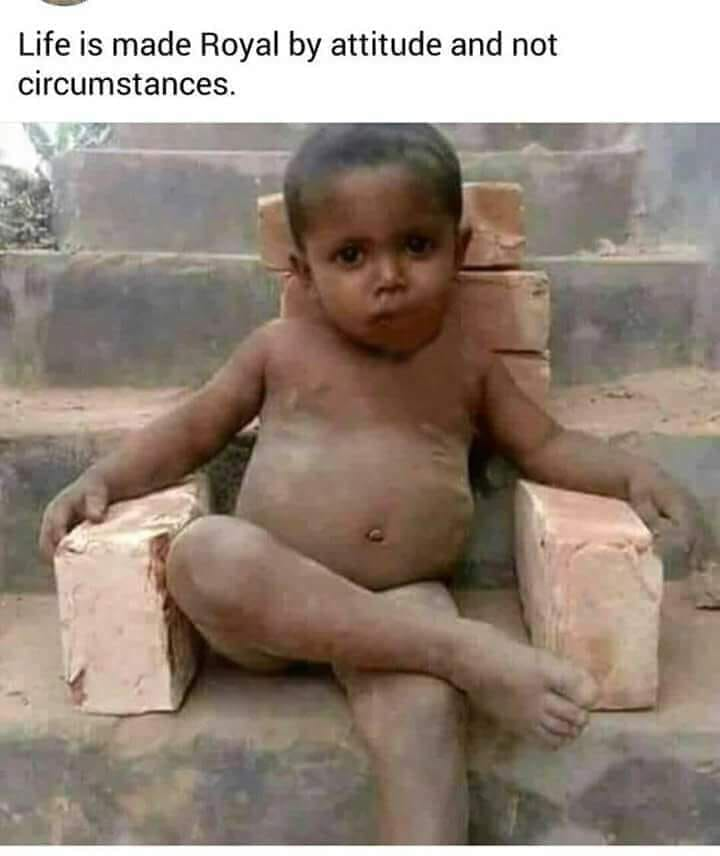 Life is made Royal by attitude and not
circumstances.